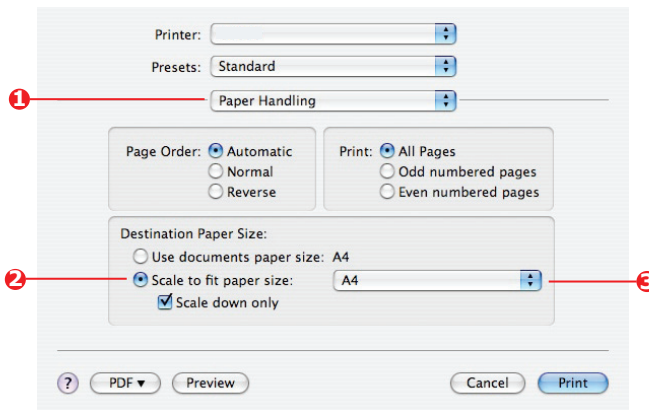 Printer:
Presets: Standard
1 Paper Handling
Page Order: Automatic Print: All Pages
Normal Odd numbered pages
Reverse Even numbered pages
Destination Paper Size:
Use documents paper size: A4
2 Scale to fit paper size: A4 3
Scale down only
? PDF▼ Preview Cancel Print